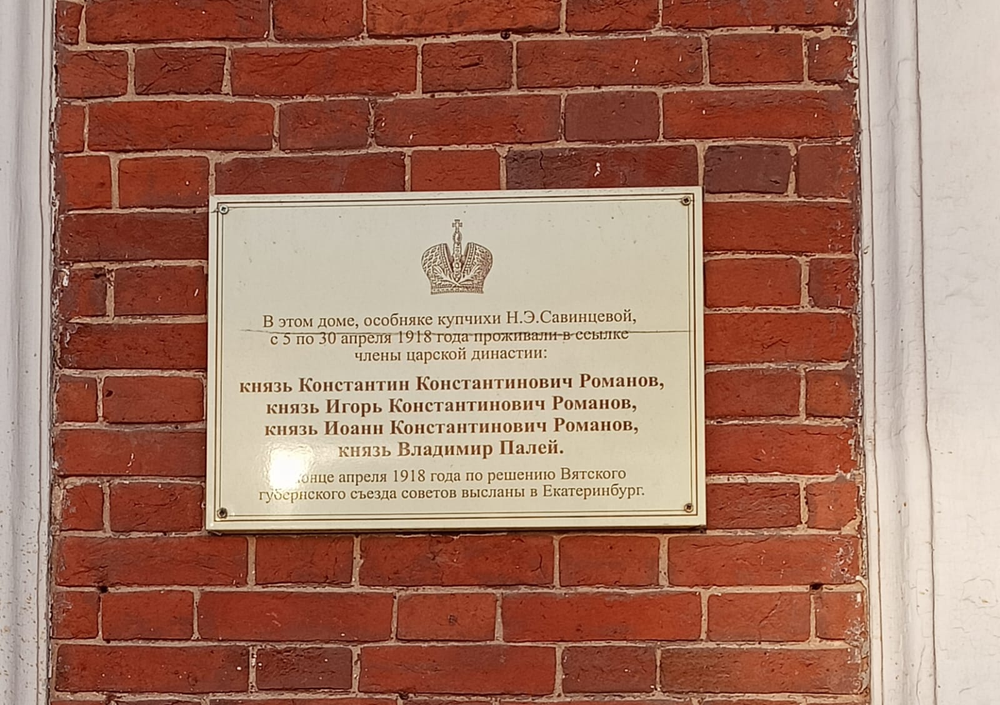 В этом доме, особняке купчихи Н.Э.Савинцевой,
с 5 по 30 апреля 1918 года проживали в ссылке
члены царской династии:
князь Константин Константинович Романов,
князь Игорь Константинович Романов,
князь Иоанн Константинович Романов,
князь Владимир Палей.
апреля 1918 года по решению Вятского
губернского съезда советов высланы в Екатеринбург.